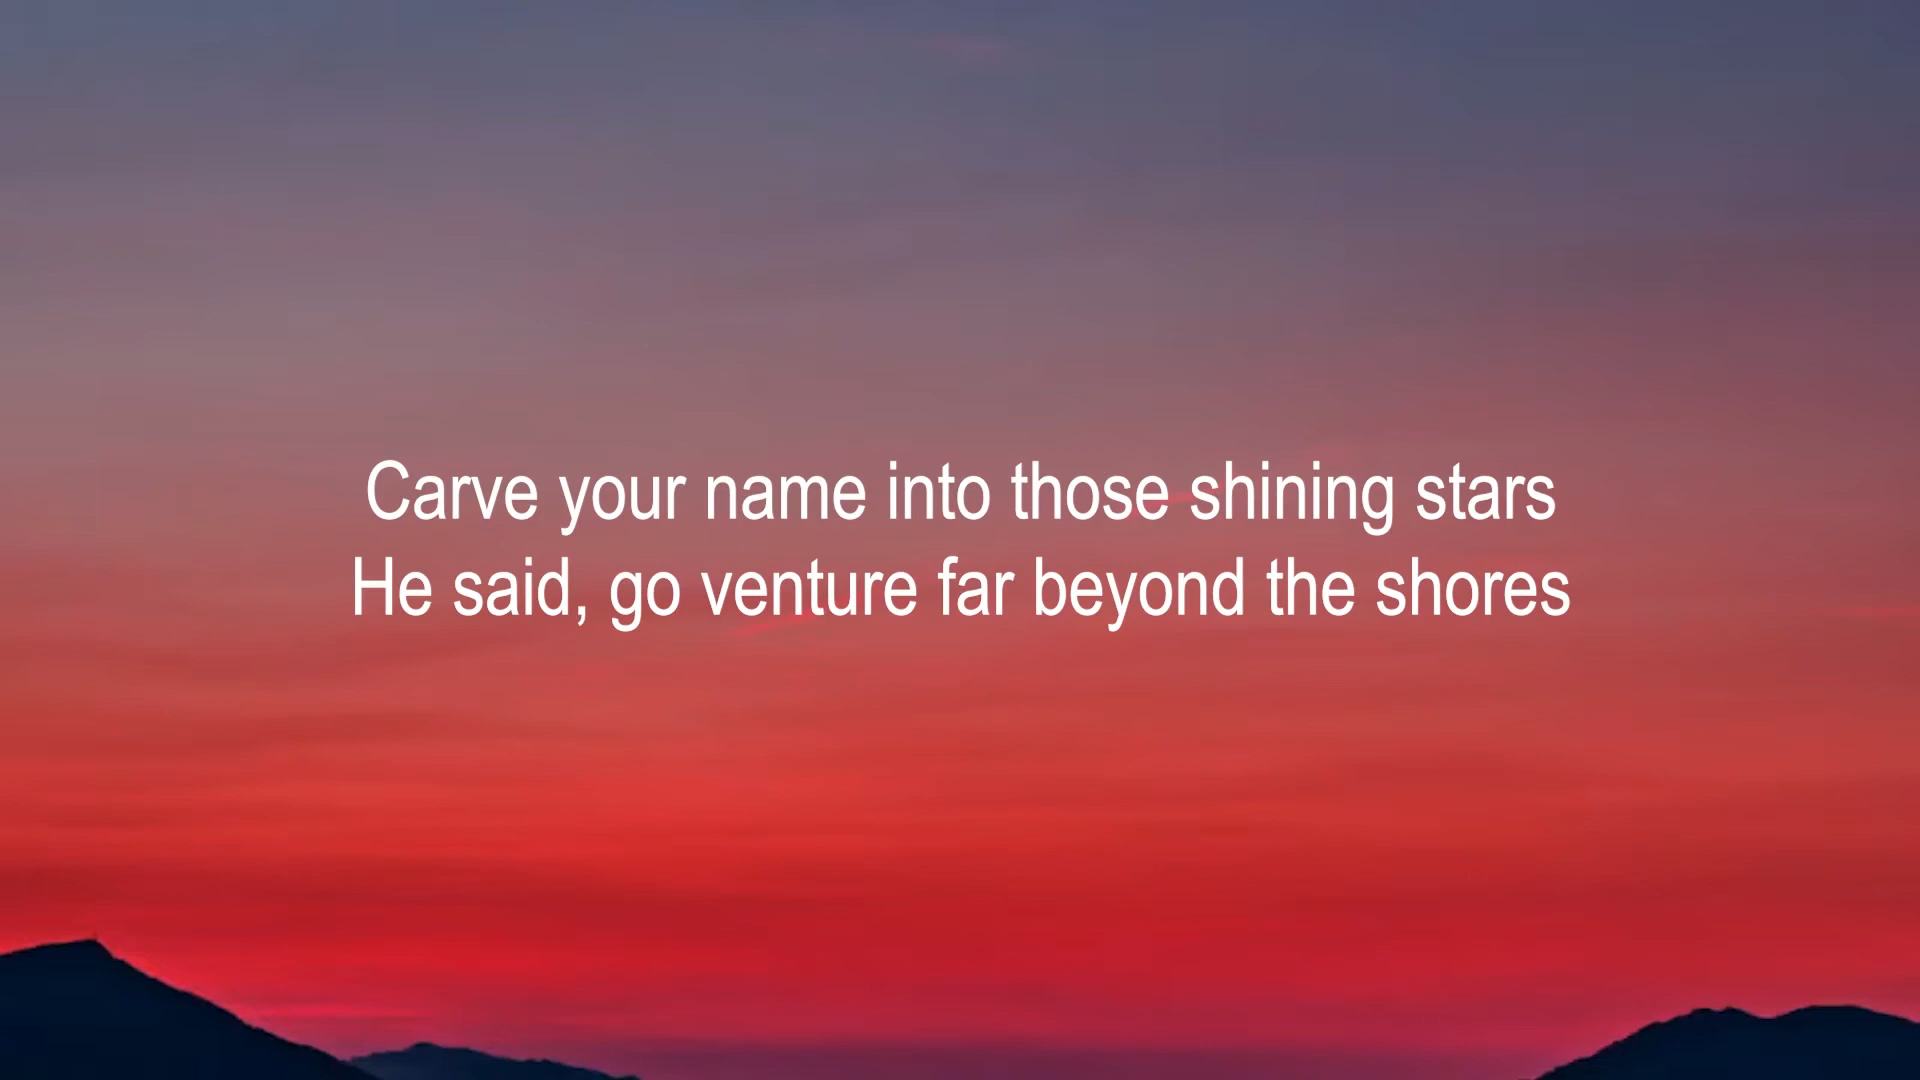 Carve your name into those shining stars
He said, go venture far beyond the shores